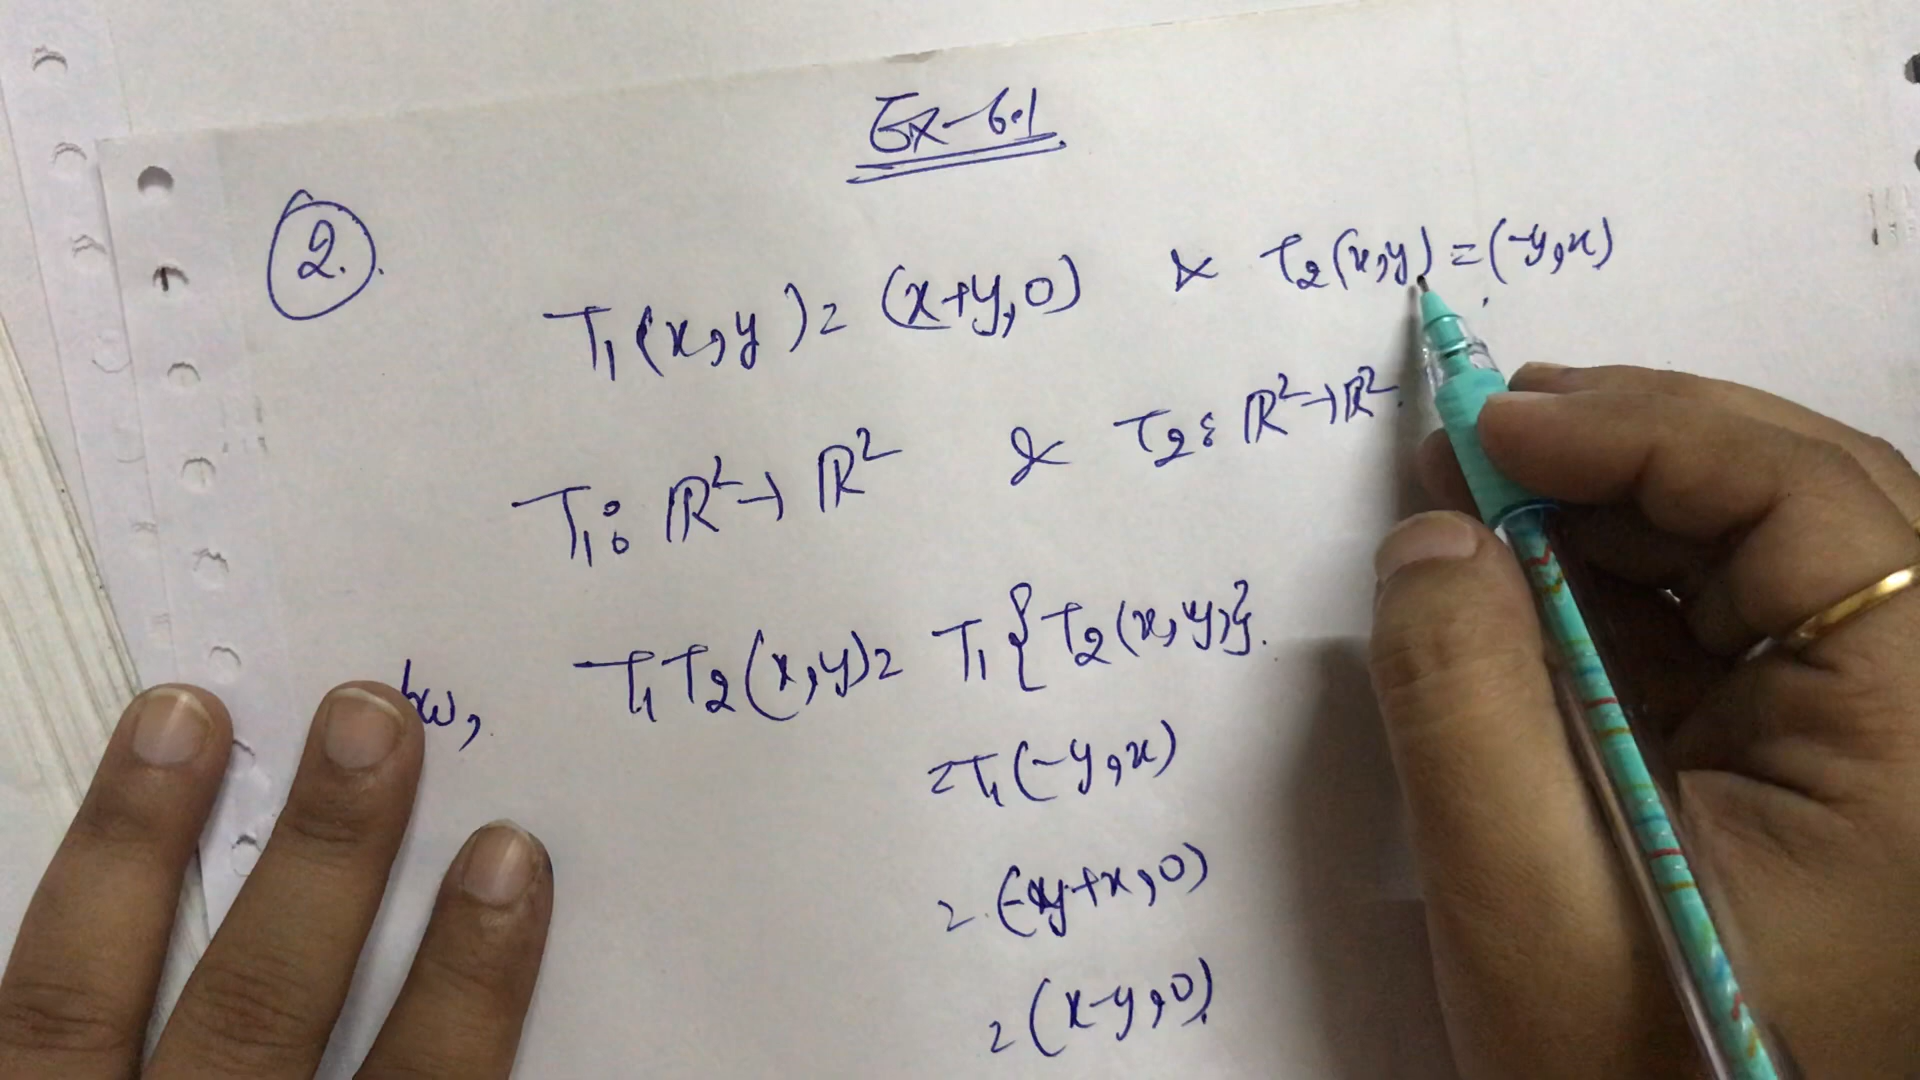 Ex-6.1
2.
T₁(x,y) = (x+y,0) & T₂(x,y) = (-y,x)
T₁: ℝ² → ℝ² & T₂: ℝ² → ℝ².
T₁T₂(x,y) = T₁{T₂(x,y)}.
= T₁(-y,x)
= (-y+x,0)
= (x-y,0)